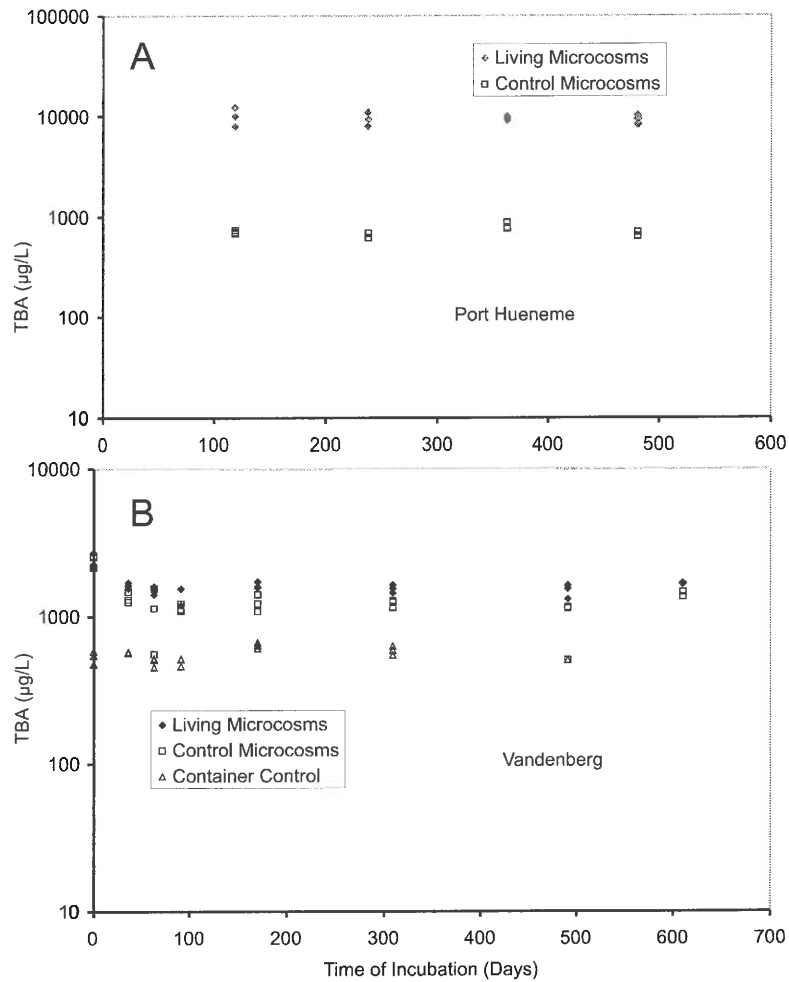 100000
A
Living Microcosms
Control Microcosms
10000
1000
TBA (µg/L)
Port Hueneme
100
10
0 100 200 300 400 500 600
10000
B
1000
TBA (µg/L)
Living Microcosms
Control Microcosms
Container Control
Vandenberg
100
10
0 100 200 300 400 500 600 700
Time of Incubation (Days)